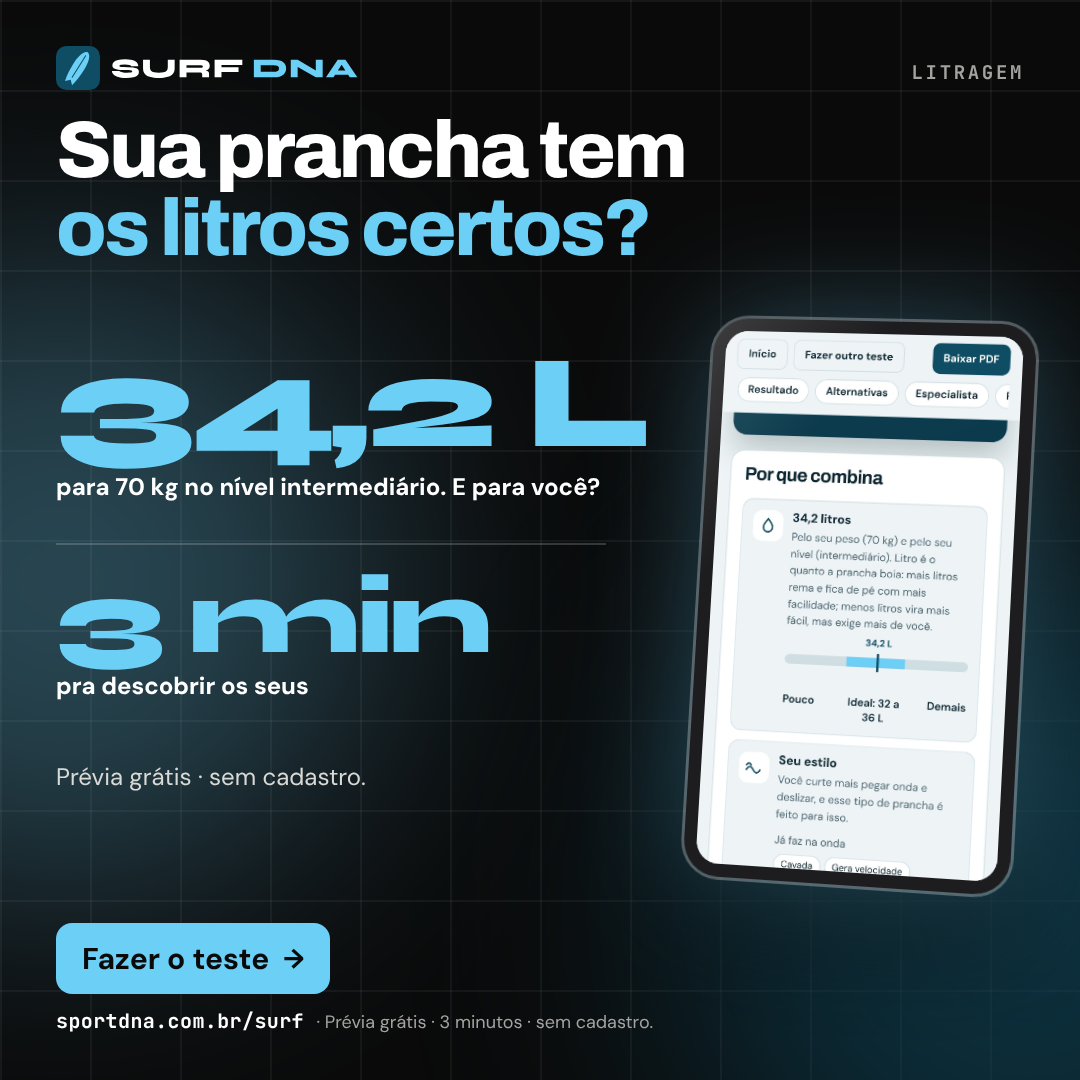 SURF DNA
LITRAGEM
Sua prancha tem
os litros certos?
34,2 L
para 70 kg no nível intermediário. E para você?
3 min
pra descobrir os seus
Prévia grátis · sem cadastro.
Início
Fazer outro teste
Baixar PDF
Resultado
Alternativas
Especialista
Por que combina
34,2 litros
Pelo seu peso (70 kg) e pelo seu
nível (intermediário). Litro é o
quanto a prancha boia: mais litros
rema e fica de pé com mais
facilidade; menos litros vira mais
fácil, mas exige mais de você.
34,2 L
Pouco
Ideal: 32 a
36 L
Demais
Seu estilo
Você curte mais pegar onda e
deslizar, e esse tipo de prancha é
feito para isso.
Já faz na onda
Cavada
Gera velocidade
Fazer o teste →
sportdna.com.br/surf · Prévia grátis · 3 minutos · sem cadastro.